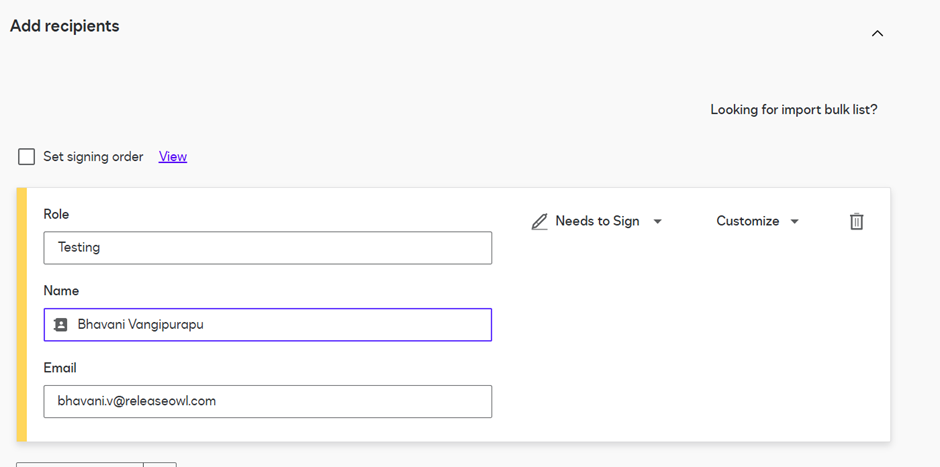 Add recipients
Looking for import bulk list?
Set signing order View
Role
Needs to Sign
Customize
Testing
Name
Bhavani Vangipurapu
Email
bhavani.v@releaseowl.com